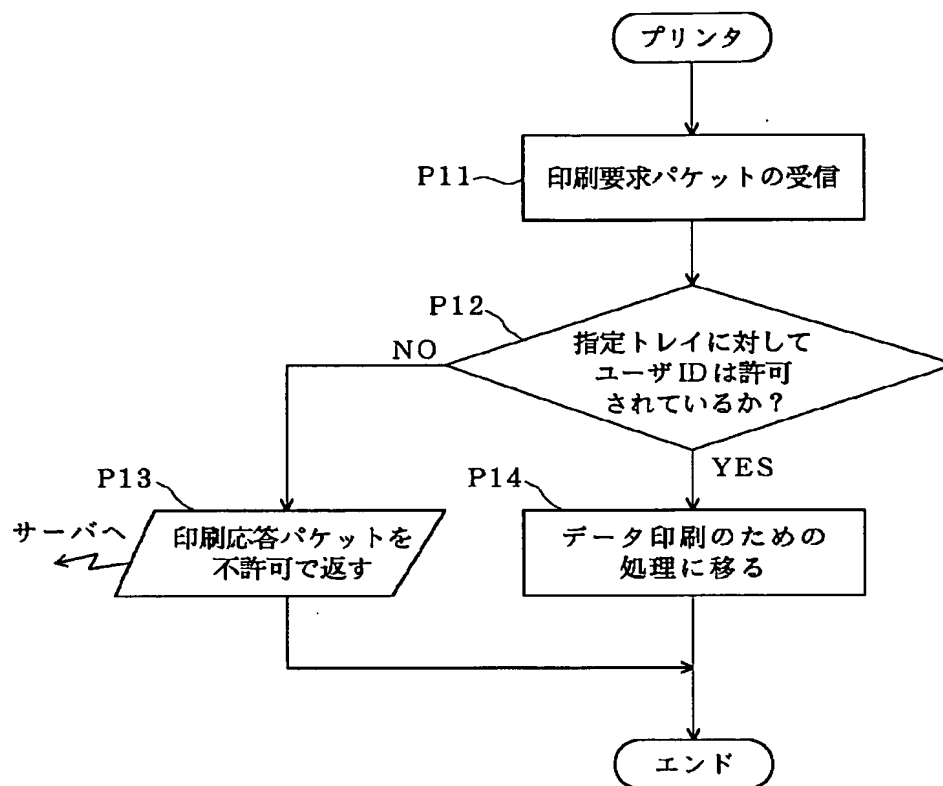 プリンタ
P11
印刷要求パケットの受信
P12
NO
指定トレイに対して
ユーザIDは許可
されているか？
YES
P13
サーバへ
印刷応答パケットを
不許可で返す
P14
データ印刷のための
処理に移る
エンド